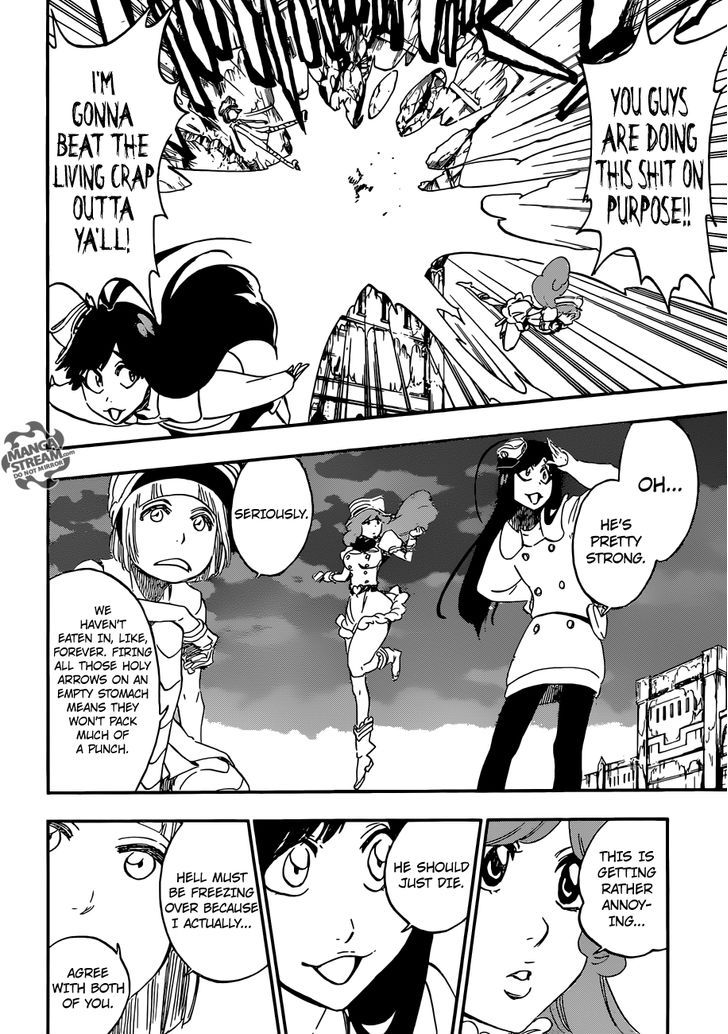 YOU GUYS
ARE DOING
THIS SHIT ON
PURPOSE!!
I'M
GONNA
BEAT THE
LIVING CRAP
OUTTA
YA'LL!
MANGA
STREAM.COM
DO NOT MIRROR!
OH...
HE'S
PRETTY
STRONG.
SERIOUSLY.
WE
HAVEN'T
EATEN IN, LIKE,
FOREVER. FIRING
ALL THOSE HOLY
ARROWS ON AN
EMPTY STOMACH
MEANS THEY
WON'T PACK
MUCH OF
A PUNCH.
THIS IS
GETTING
RATHER
ANNOY-
ING...
HE SHOULD
JUST DIE.
HELL MUST
BE FREEZING
OVER BECAUSE
I ACTUALLY...
AGREE
WITH BOTH
OF YOU.